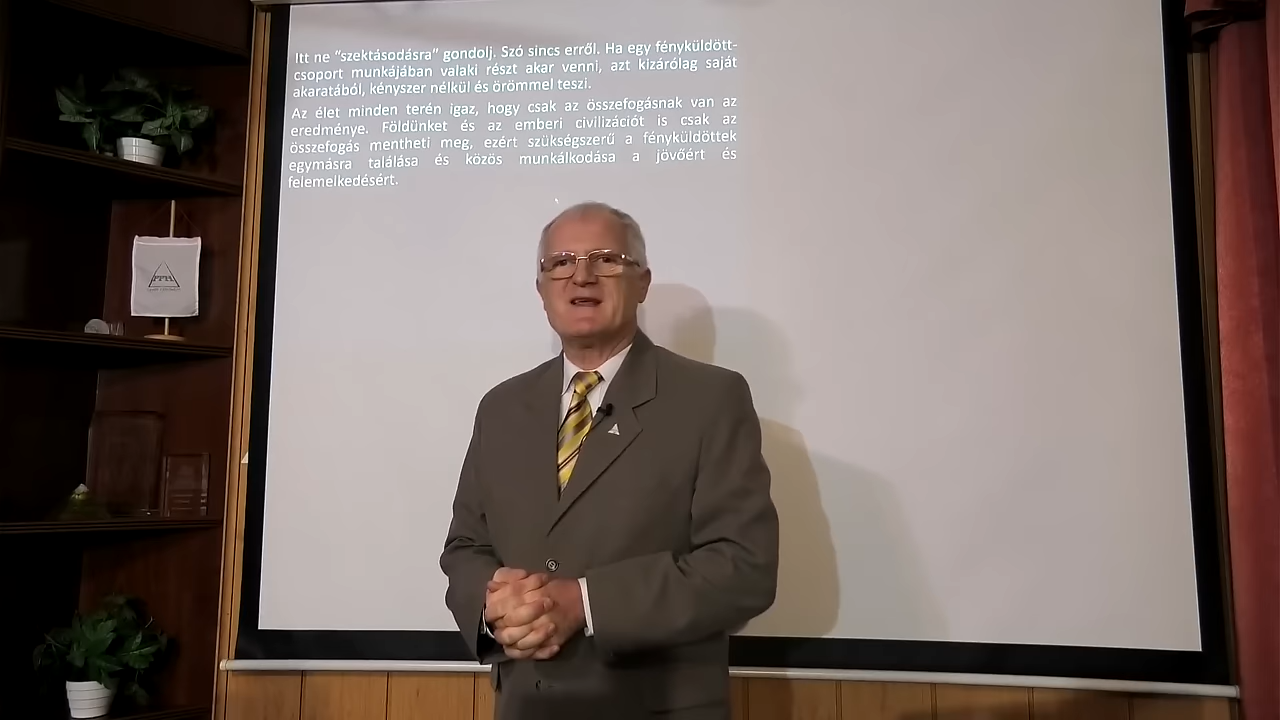 Itt ne "szektásodásra" gondolj. Szó sincs erről. Ha egy fényküldött-
csoport munkájában valaki részt akar venni, azt kizárólag saját
akaratából, kényszer nélkül és örömmel teszi.
Az élet minden terén igaz, hogy csak az összefogásnak van az
eredménye. Földünket és az emberi civilizációt is csak az
összefogás mentheti meg, ezért szükségszerű a fényküldöttek
egymásra találása és közös munkálkodása a jövőért és
felemelkedésért.